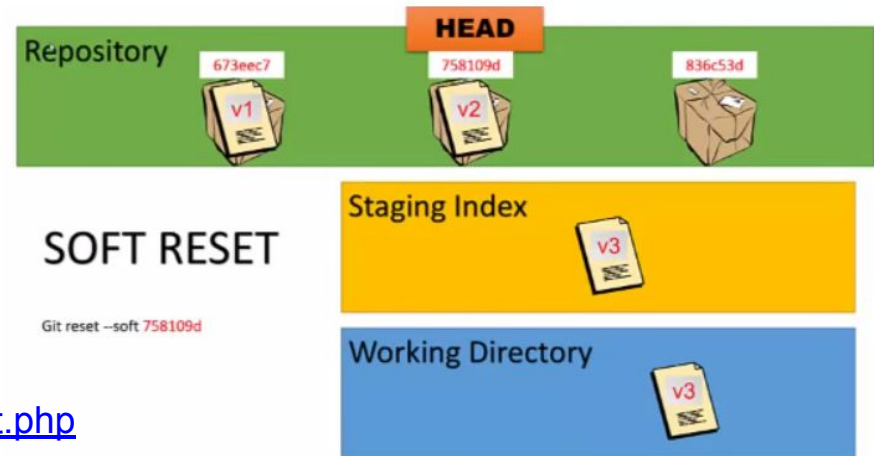 HEAD
Repository
673eec7
758109d
836c53d
v1
v2
Staging Index
v3
SOFT RESET
Git reset --soft 758109d
Working Directory
v3
t.php